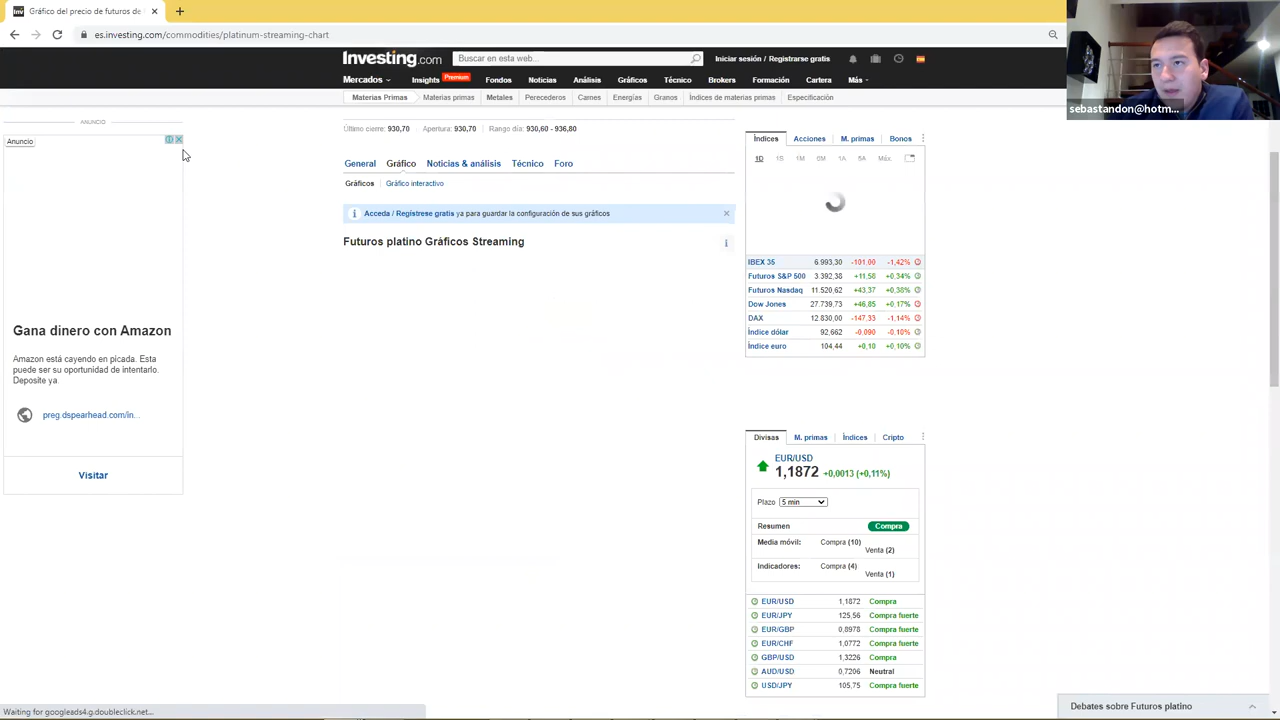 Gráfico del precio de futuros de
es.investing.com/commodities/platinum-streaming-chart
sebastandon@hotm...
Investing.com
Buscar en esta web...
Iniciar sesión / Registrarse gratis
Mercados
Insights
Premium
Fondos
Noticias
Análisis
Gráficos
Técnico
Brokers
Formación
Cartera
Más
Materias Primas
Materias primas
Metales
Perecederos
Carnes
Energías
Granos
Índices de materias primas
Especificación
ANUNCIO
Anuncio
Último cierre: 930,70
Apertura: 930,70
Rango día: 930,60 - 936,80
General
Gráfico
Noticias & análisis
Técnico
Foro
Gráficos
Gráfico interactivo
Acceda / Regístrese gratis ya para guardar la configuración de sus gráficos
Futuros platino Gráficos Streaming
Gana dinero con Amazon
Amazon está cayendo en picada. Esta
puede ser su oportunidad de intentarlo.
Deposite ya.
preg.dspearhead.com/in...
Visitar
Índices
Acciones
M. primas
Bonos
1D 1S 1M 6M 1A 5A Máx.
IBEX 35 6.993,30 -101,00 -1,42%
Futuros S&P 500 3.392,38 +11,56 +0,34%
Futuros Nasdaq 11.520,62 +43,37 +0,38%
Dow Jones 27.739,73 +46,85 +0,17%
DAX 12.830,00 -147,33 -1,14%
Índice dólar 92,662 -0,090 -0,10%
Índice euro 104,44 +0,10 +0,10%
Divisas
M. primas
Índices
Cripto
EUR/USD
1,1872 +0,0013 (+0,11%)
Plazo 5 min
Resumen Compra
Media móvil: Compra (10)
Venta (2)
Indicadores: Compra (4)
Venta (1)
EUR/USD 1,1872 Compra
EUR/JPY 125,56 Compra fuerte
EUR/GBP 0,8978 Compra fuerte
EUR/CHF 1,0772 Compra fuerte
GBP/USD 1,3226 Compra
AUD/USD 0,7206 Neutral
USD/JPY 105,75 Compra fuerte
Debates sobre Futuros platino
Waiting for googleads4.g.doubleclick.net...